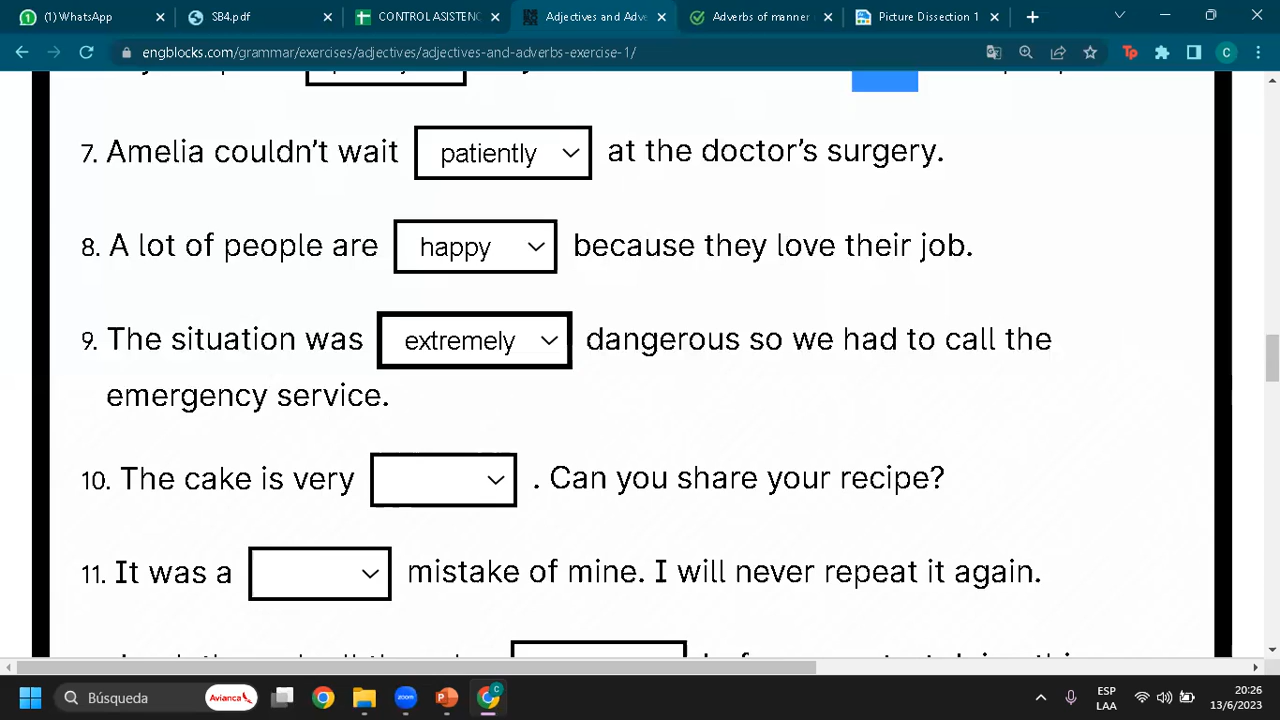 (1) WhatsApp
SB4.pdf
CONTROL ASISTENC
Adjectives and Adve
Adverbs of manner
Picture Dissection 1
engblocks.com/grammar/exercises/adjectives/adjectives-and-adverbs-exercise-1/
C
7. Amelia couldn't wait patiently at the doctor's surgery.
8. A lot of people are happy because they love their job.
9. The situation was extremely dangerous so we had to call the
emergency service.
10. The cake is very . Can you share your recipe?
11. It was a mistake of mine. I will never repeat it again.
Búsqueda
Avianca
zoom
ESP
LAA
20:26
13/6/2023